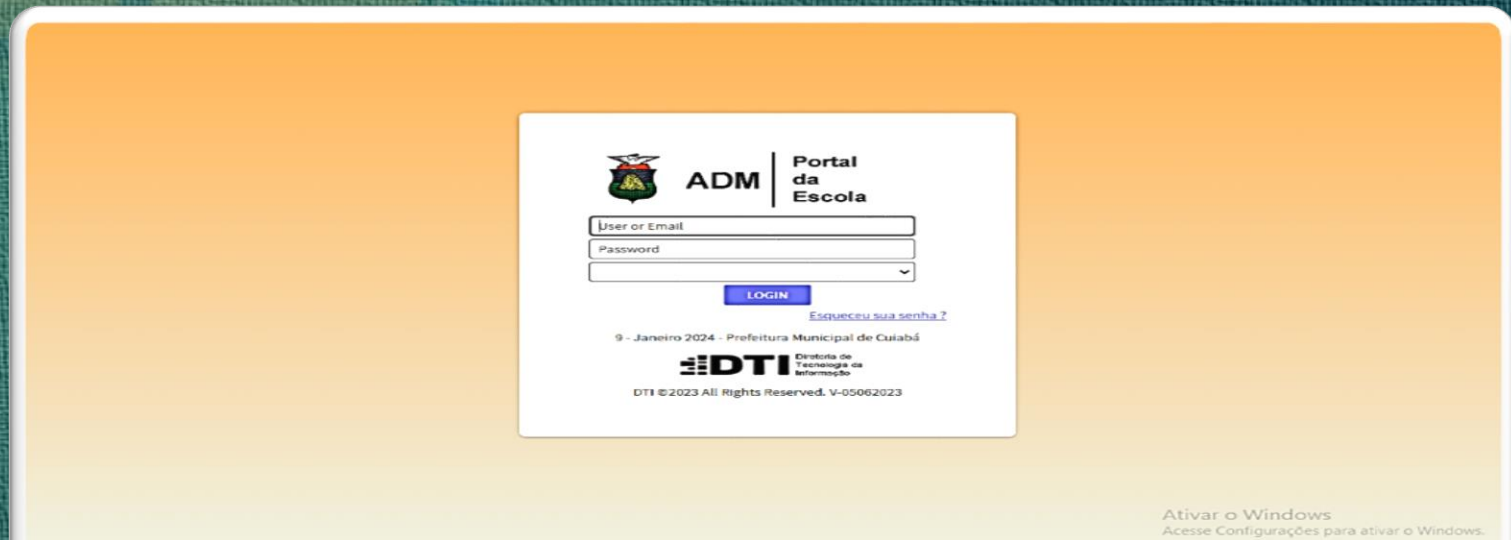 ADM
Portal
da
Escola
User or Email
Password
LOGIN
Esqueceu sua senha ?
9 - Janeiro 2024 - Prefeitura Municipal de Cuiabá
DTI
Diretoria de
Tecnologia da
Informação
DTI ©2023 All Rights Reserved. V-05062023
Ativar o Windows
Acesse Configurações para ativar o Windows.